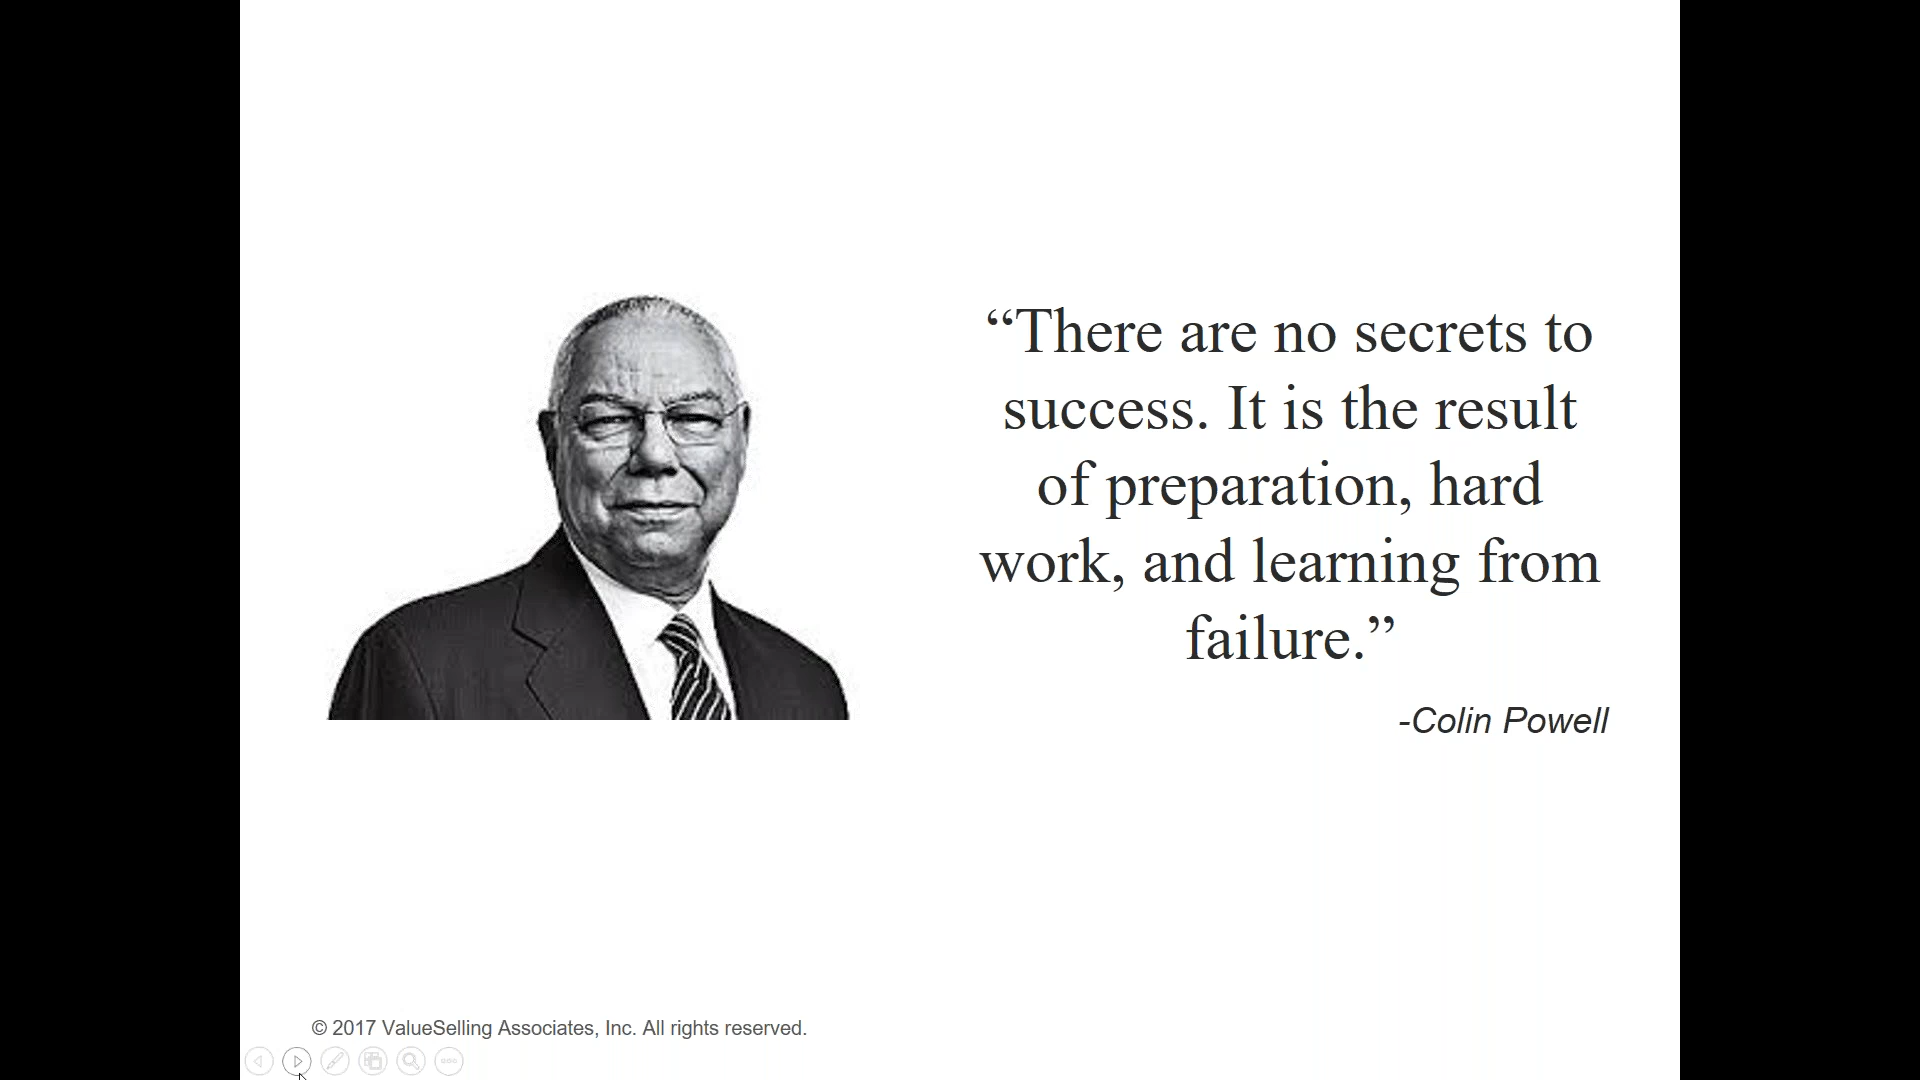 “There are no secrets to
success. It is the result
of preparation, hard
work, and learning from
failure.”
-Colin Powell
© 2017 ValueSelling Associates, Inc. All rights reserved.